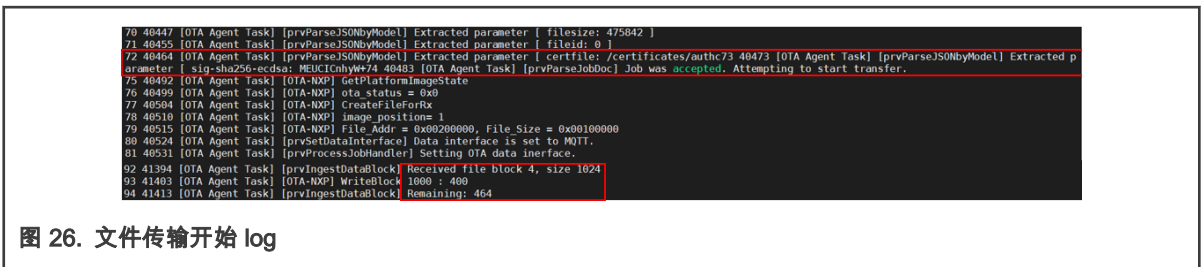 70 40447 [OTA Agent Task] [prvParseJSONbyModel] Extracted parameter [ filesize: 475842 ]
71 40455 [OTA Agent Task] [prvParseJSONbyModel] Extracted parameter [ fileid: 0 ]
72 40464 [OTA Agent Task] [prvParseJSONbyModel] Extracted parameter [ certfile: /certificates/authc73 40473 [OTA Agent Task] [prvParseJSONbyModel] Extracted p
arameter [ sig-sha256-ecdsa: MEUCICnhyW+74 40483 [OTA Agent Task] [prvParseJobDoc] Job was accepted. Attempting to start transfer.
75 40492 [OTA Agent Task] [OTA-NXP] GetPlatformImageState
76 40499 [OTA Agent Task] [OTA-NXP] ota_status = 0x0
77 40504 [OTA Agent Task] [OTA-NXP] CreateFileForRx
78 40510 [OTA Agent Task] [OTA-NXP] image_position= 1
79 40515 [OTA Agent Task] [OTA-NXP] File_Addr = 0x00200000, File_Size = 0x00100000
80 40524 [OTA Agent Task] [prvSetDataInterface] Data interface is set to MQTT.
81 40531 [OTA Agent Task] [prvProcessJobHandler] Setting OTA data inerface.
92 41394 [OTA Agent Task] [prvIngestDataBlock] Received file block 4, size 1024
93 41403 [OTA Agent Task] [OTA-NXP] WriteBlock 1000 : 400
94 41413 [OTA Agent Task] [prvIngestDataBlock] Remaining: 464
图 26. 文件传输开始 log